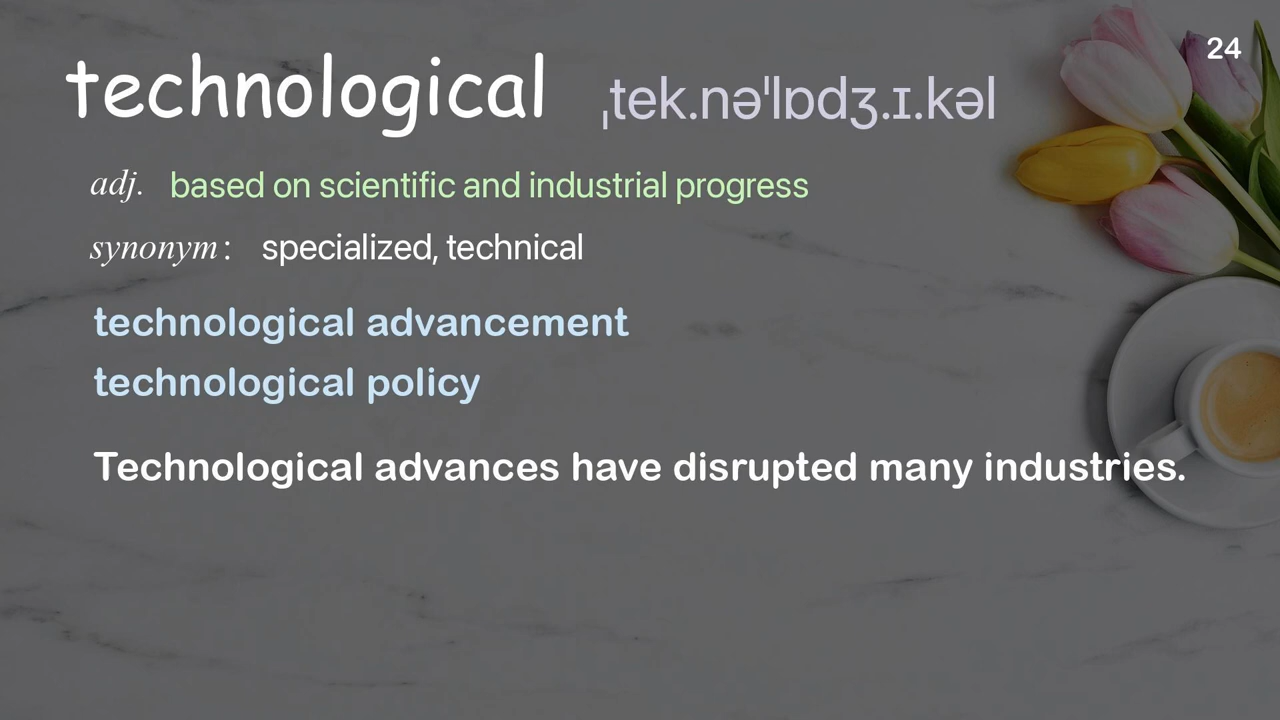 24
technological ˌtek.nəˈlɒdʒ.ɪ.kəl
adj. based on scientific and industrial progress
synonym: specialized, technical
technological advancement
technological policy
Technological advances have disrupted many industries.